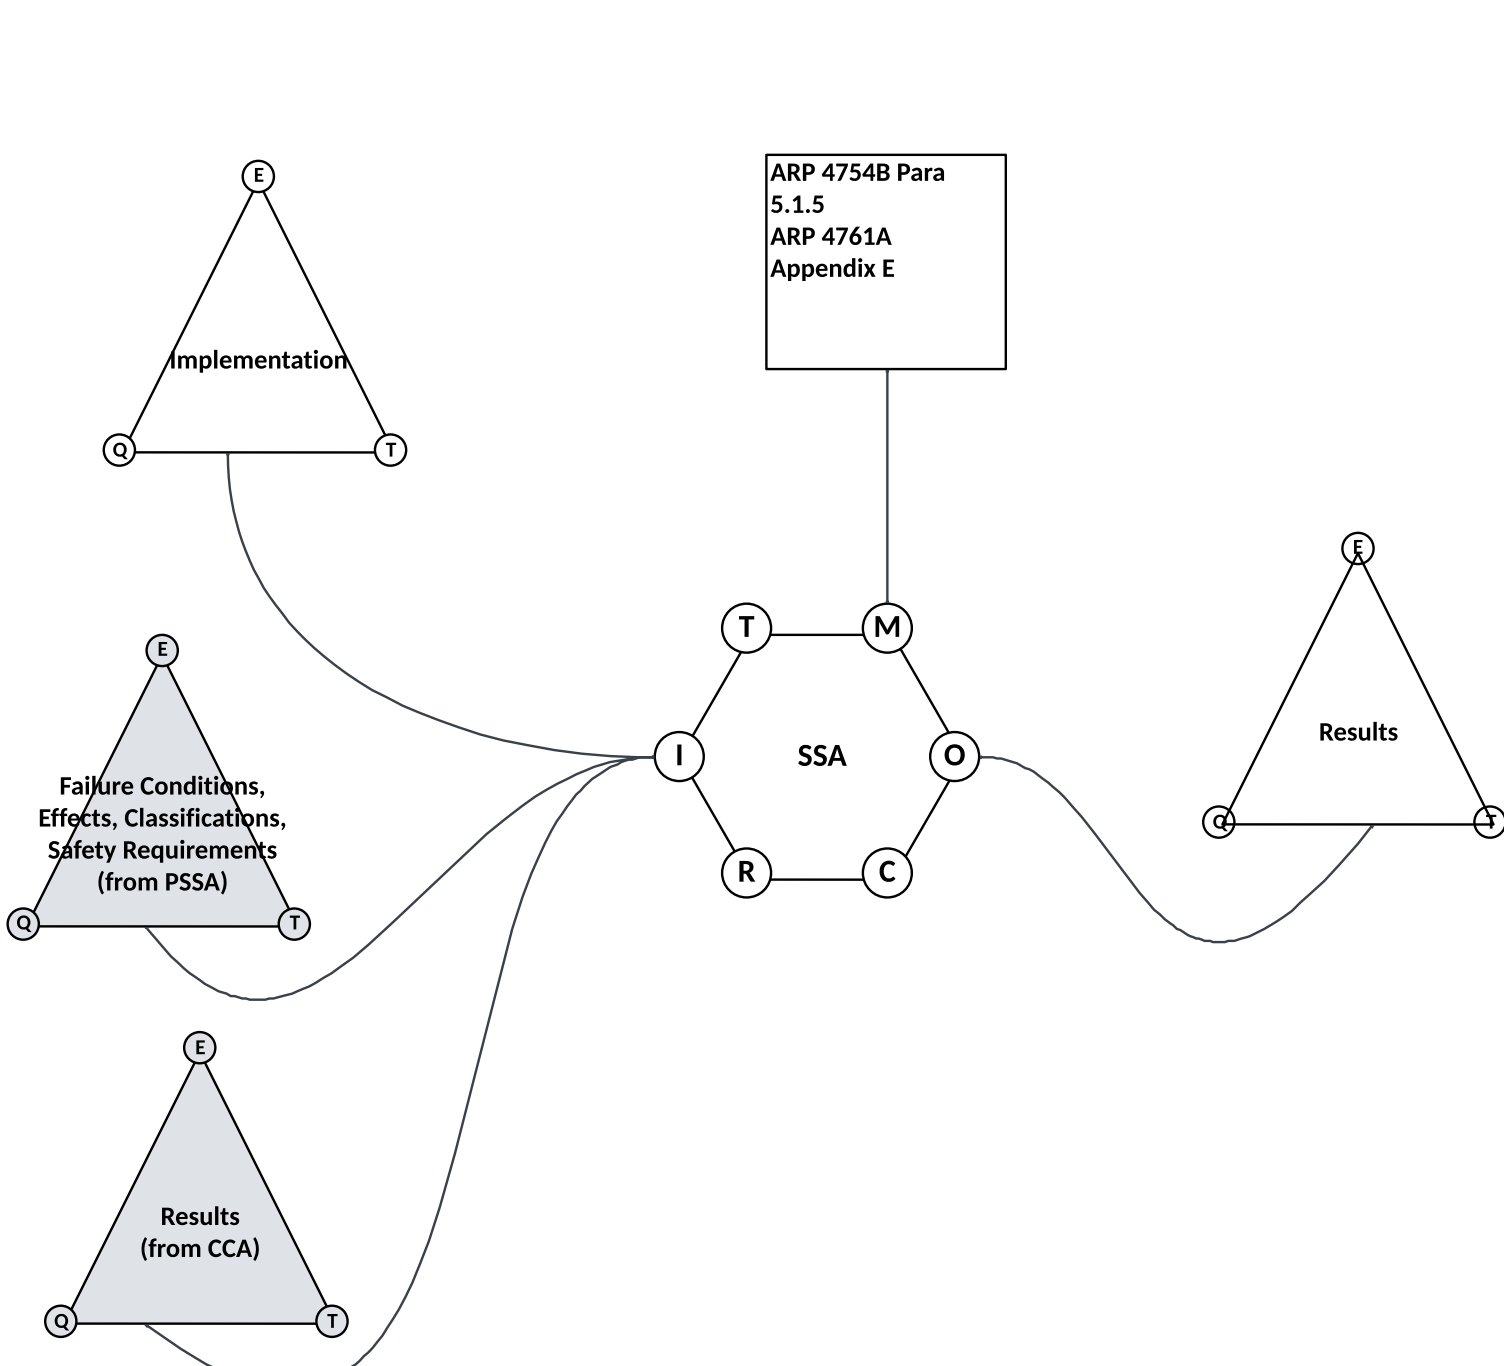 E
Implementation
Q
T
ARP 4754B Para
5.1.5
ARP 4761A
Appendix E
E
Results
Q
T
T
M
I
SSA
O
R
C
E
Failure Conditions,
Effects, Classifications,
Safety Requirements
(from PSSA)
Q
T
E
Results
(from CCA)
Q
T